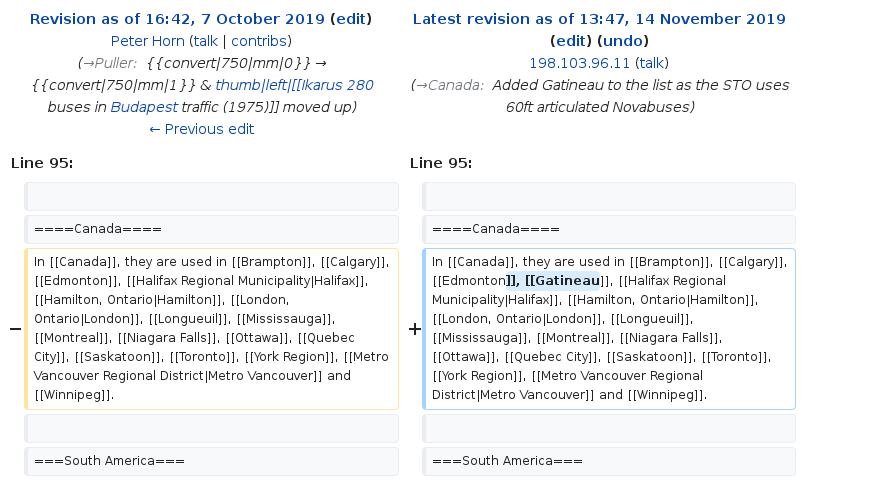 Revision as of 16:42, 7 October 2019 (edit)
Peter Horn (talk | contribs)
(→Puller: {{convert|750|mm|0}} →
{{convert|750|mm|1}} & thumb|left|[[Ikarus 280
buses in Budapest traffic (1975)]] moved up)
← Previous edit
Latest revision as of 13:47, 14 November 2019
(edit) (undo)
198.103.96.11 (talk)
(→Canada: Added Gatineau to the list as the STO uses
60ft articulated Novabuses)
Line 95:
Line 95:
====Canada====
====Canada====
−
In [[Canada]], they are used in [[Brampton]], [[Calgary]],
[[Edmonton]], [[Halifax Regional Municipality|Halifax]],
[[Hamilton, Ontario|Hamilton]], [[London,
Ontario|London]], [[Longueuil]], [[Mississauga]],
[[Montreal]], [[Niagara Falls]], [[Ottawa]], [[Quebec
City]], [[Saskatoon]], [[Toronto]], [[York Region]], [[Metro
Vancouver Regional District|Metro Vancouver]] and
[[Winnipeg]].
+
In [[Canada]], they are used in [[Brampton]], [[Calgary]],
[[Edmonton]], [[Gatineau]], [[Halifax Regional
Municipality|Halifax]], [[Hamilton, Ontario|Hamilton]],
[[London, Ontario|London]], [[Longueuil]],
[[Mississauga]], [[Montreal]], [[Niagara Falls]],
[[Ottawa]], [[Quebec City]], [[Saskatoon]], [[Toronto]],
[[York Region]], [[Metro Vancouver Regional
District|Metro Vancouver]] and [[Winnipeg]].
===South America===
===South America===